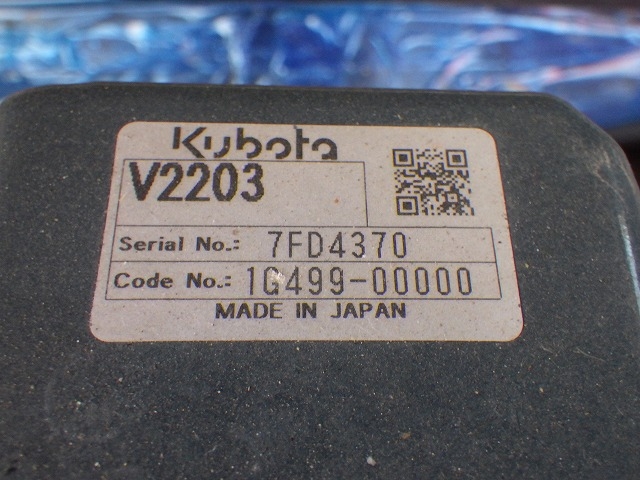 Kubota
V2203
Serial No.: 7FD4370
Code No.: 1G499-00000
MADE IN JAPAN